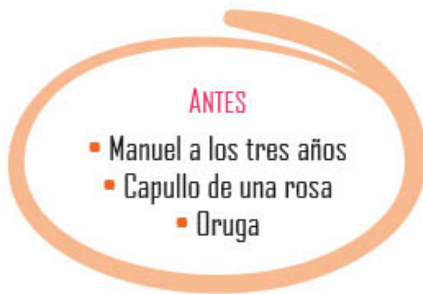 ANTES
▪ Manuel a los tres años
▪ Capullo de una rosa
▪ Oruga